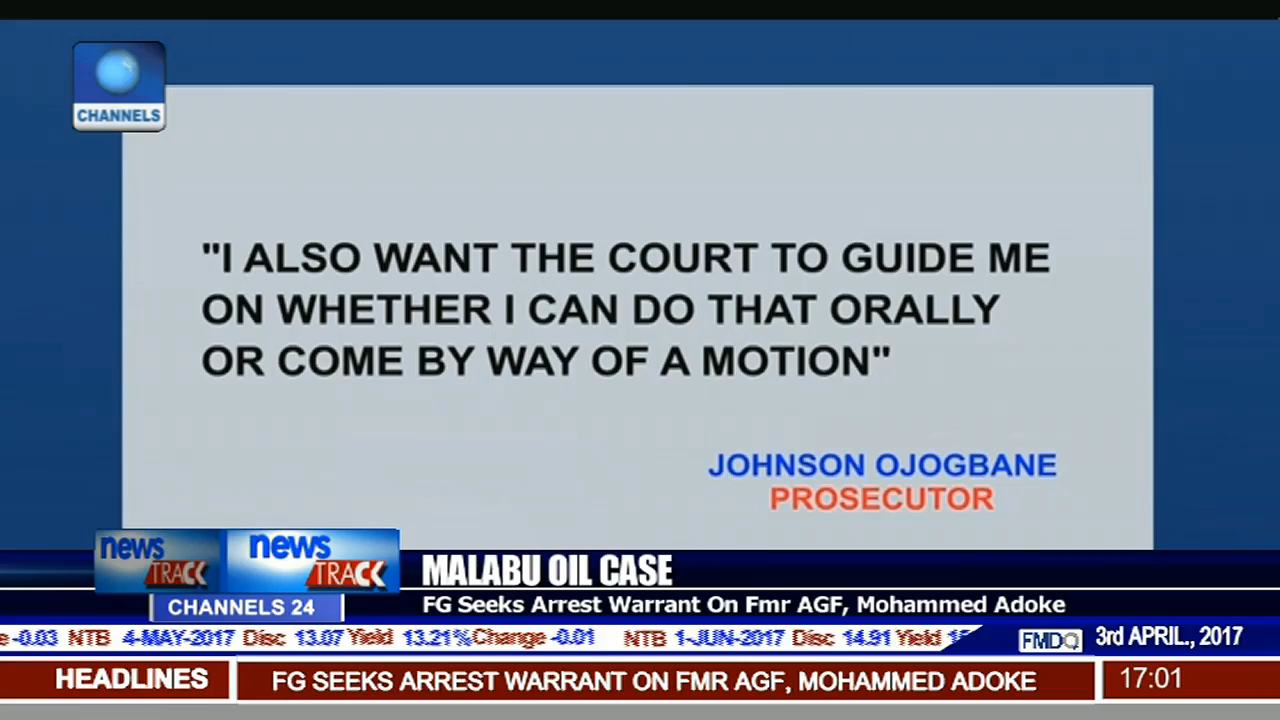 CHANNELS
"I ALSO WANT THE COURT TO GUIDE ME
ON WHETHER I CAN DO THAT ORALLY
OR COME BY WAY OF A MOTION"
JOHNSON OJOGBANE
PROSECUTOR
news TRACK news TRACK
CHANNELS 24
MALABU OIL CASE
FG Seeks Arrest Warrant On Fmr AGF, Mohammed Adoke
-0.03 NTB 4-MAY-2017 Disc 13.07 Yield 13.21%Change -0.01 NTB 1-JUN-2017 Disc 14.91 Yield
FMDQ 3rd APRIL., 2017
HEADLINES FG SEEKS ARREST WARRANT ON FMR AGF, MOHAMMED ADOKE 17:01